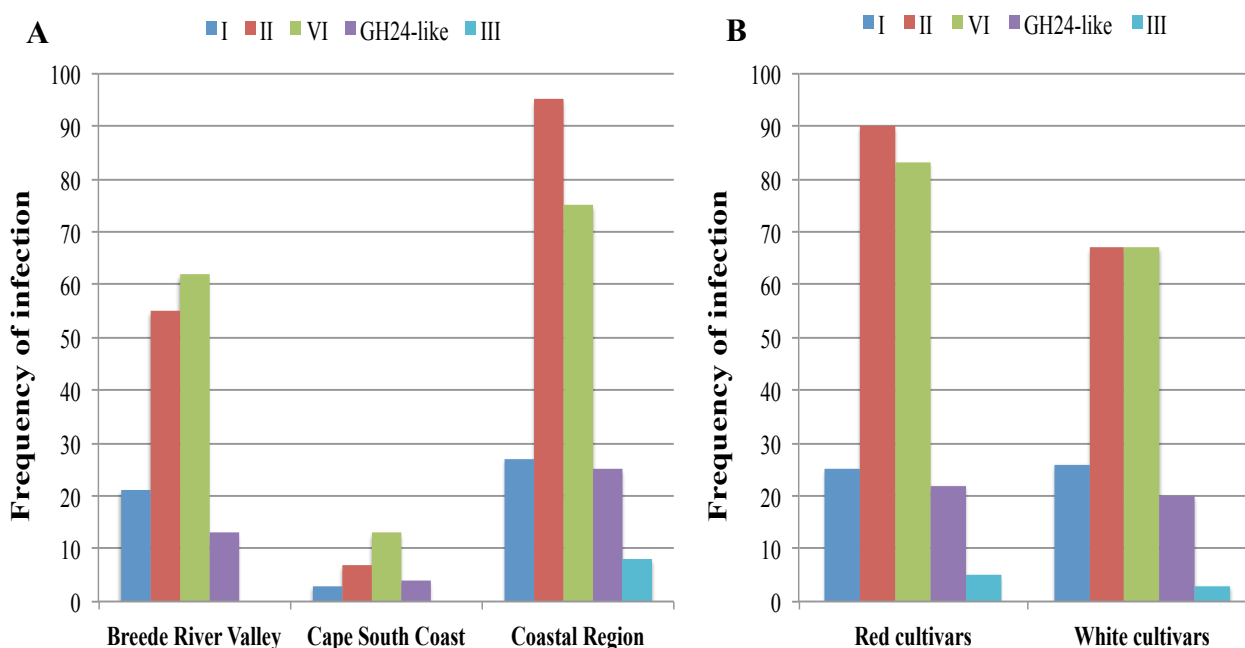 A
I II VI GH24-like III
Frequency of infection
100
90
80
70
60
50
40
30
20
10
0
Breede River Valley Cape South Coast Coastal Region
B
I II VI GH24-like III
Frequency of infection
100
90
80
70
60
50
40
30
20
10
0
Red cultivars White cultivars